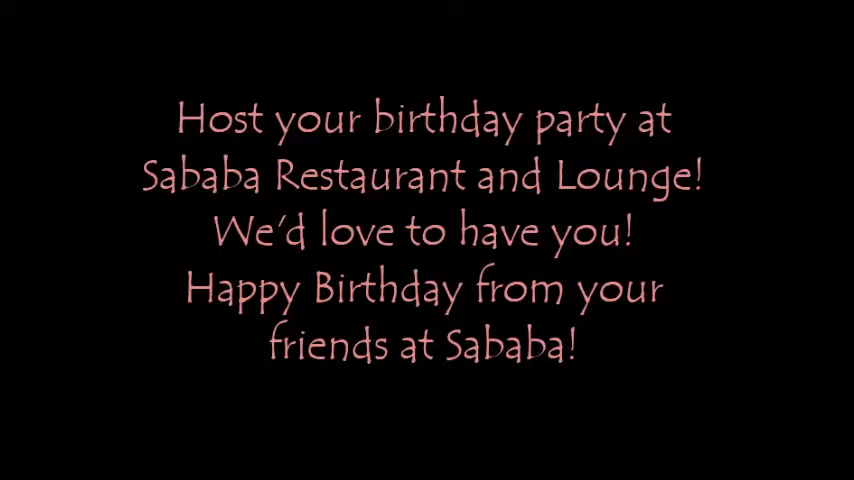 Host your birthday party at
Sababa Restaurant and Lounge!
We'd love to have you!
Happy Birthday from your
friends at Sababa!